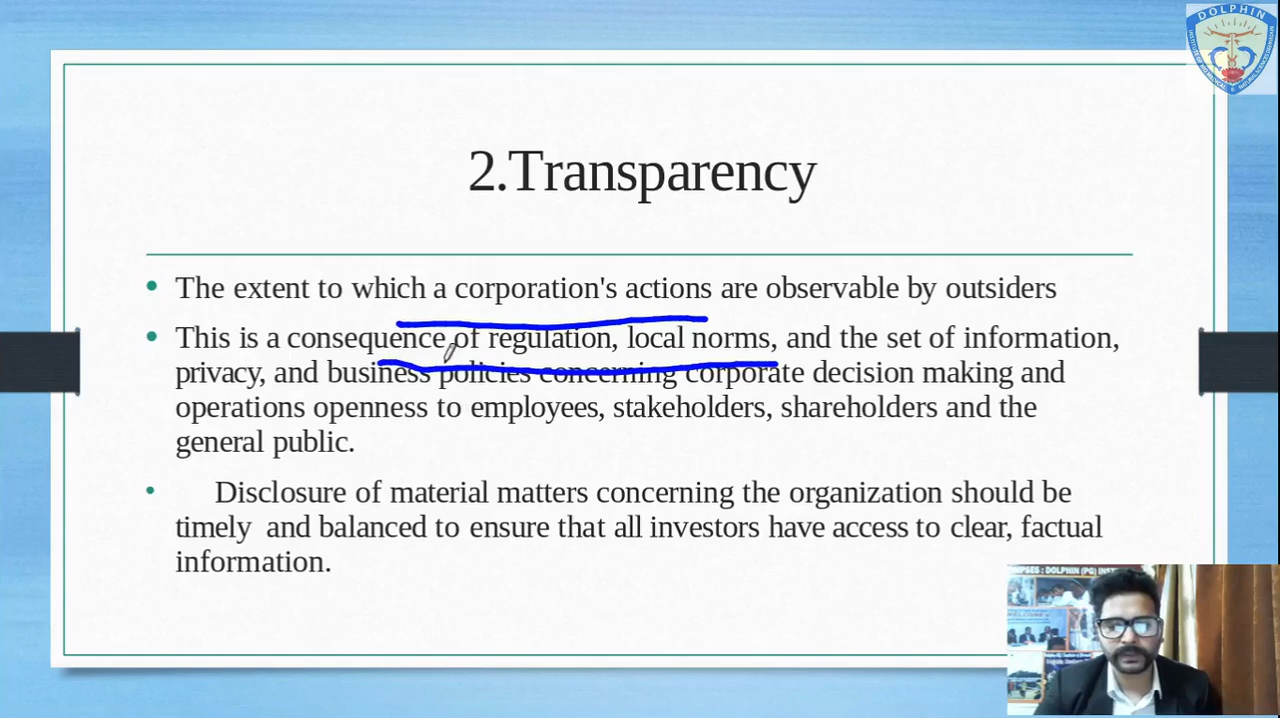 DOLPHIN
2.Transparency
• The extent to which a corporation's actions are observable by outsiders
• This is a consequence of regulation, local norms, and the set of information,
privacy, and business policies concerning corporate decision making and
operations openness to employees, stakeholders, shareholders and the
general public.
• Disclosure of material matters concerning the organization should be
timely and balanced to ensure that all investors have access to clear, factual
information.
DOLPHIN (PG)